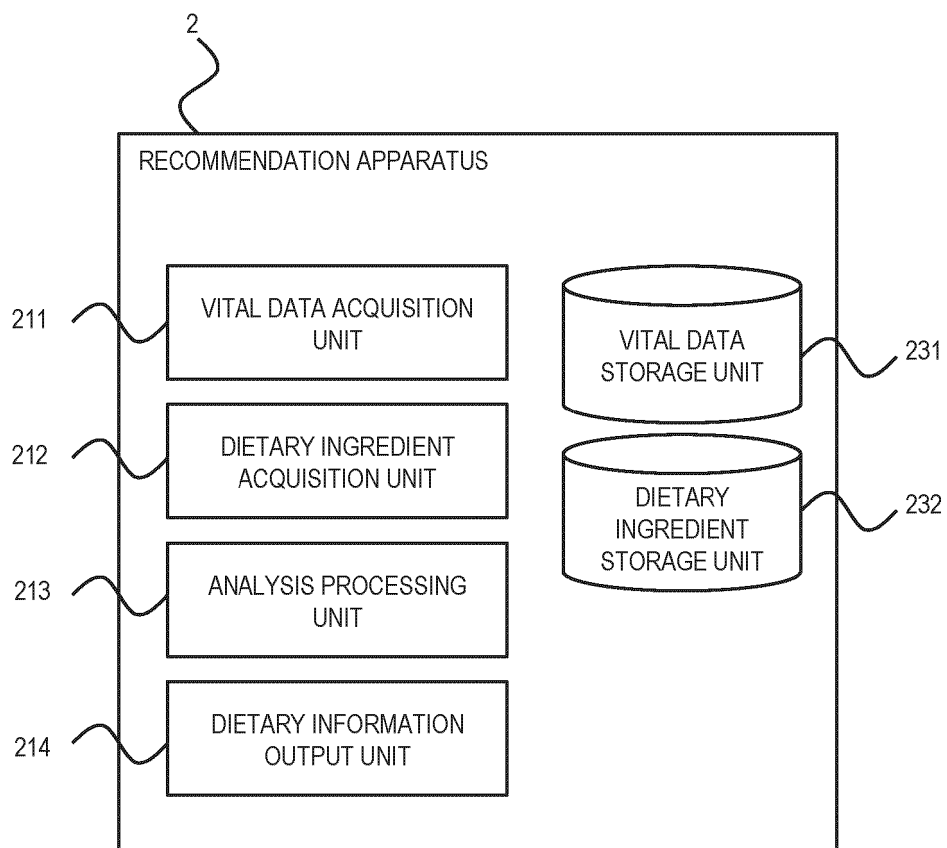 2
RECOMMENDATION APPARATUS
211
VITAL DATA ACQUISITION
UNIT
212
DIETARY INGREDIENT
ACQUISITION UNIT
213
ANALYSIS PROCESSING
UNIT
214
DIETARY INFORMATION
OUTPUT UNIT
VITAL DATA
STORAGE UNIT
231
DIETARY
INGREDIENT
STORAGE UNIT
232